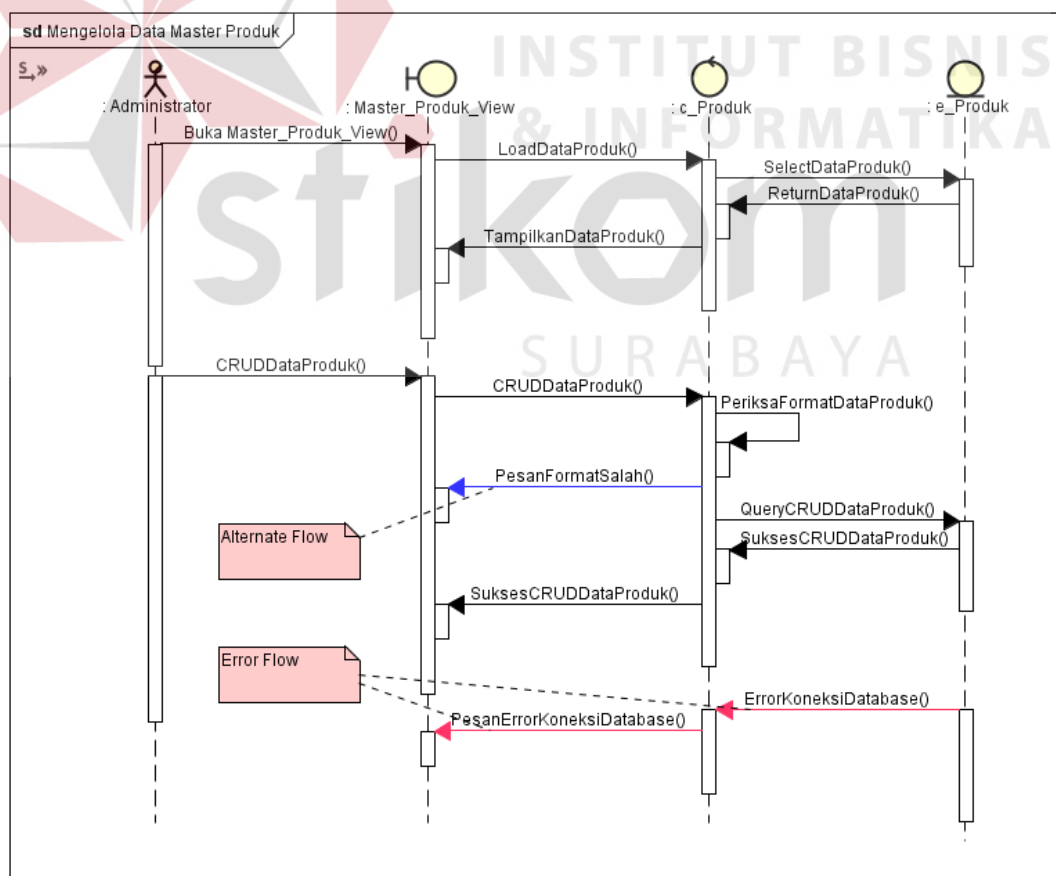 sd Mengelola Data Master Produk
INSTITUT BISNIS
& INFORMATIKA
stikom
SURABAYA
S
: Administrator
: Master_Produk_View
: c_Produk
: e_Produk
Buka Master_Produk_View()
LoadDataProduk()
SelectDataProduk()
ReturnDataProduk()
TampilkanDataProduk()
CRUDDataProduk()
CRUDDataProduk()
PeriksaFormatDataProduk()
PesanFormatSalah()
QueryCRUDDataProduk()
Alternate Flow
SuksesCRUDDataProduk()
SuksesCRUDDataProduk()
Error Flow
ErrorKoneksiDatabase()
PesanErrorKoneksiDatabase()